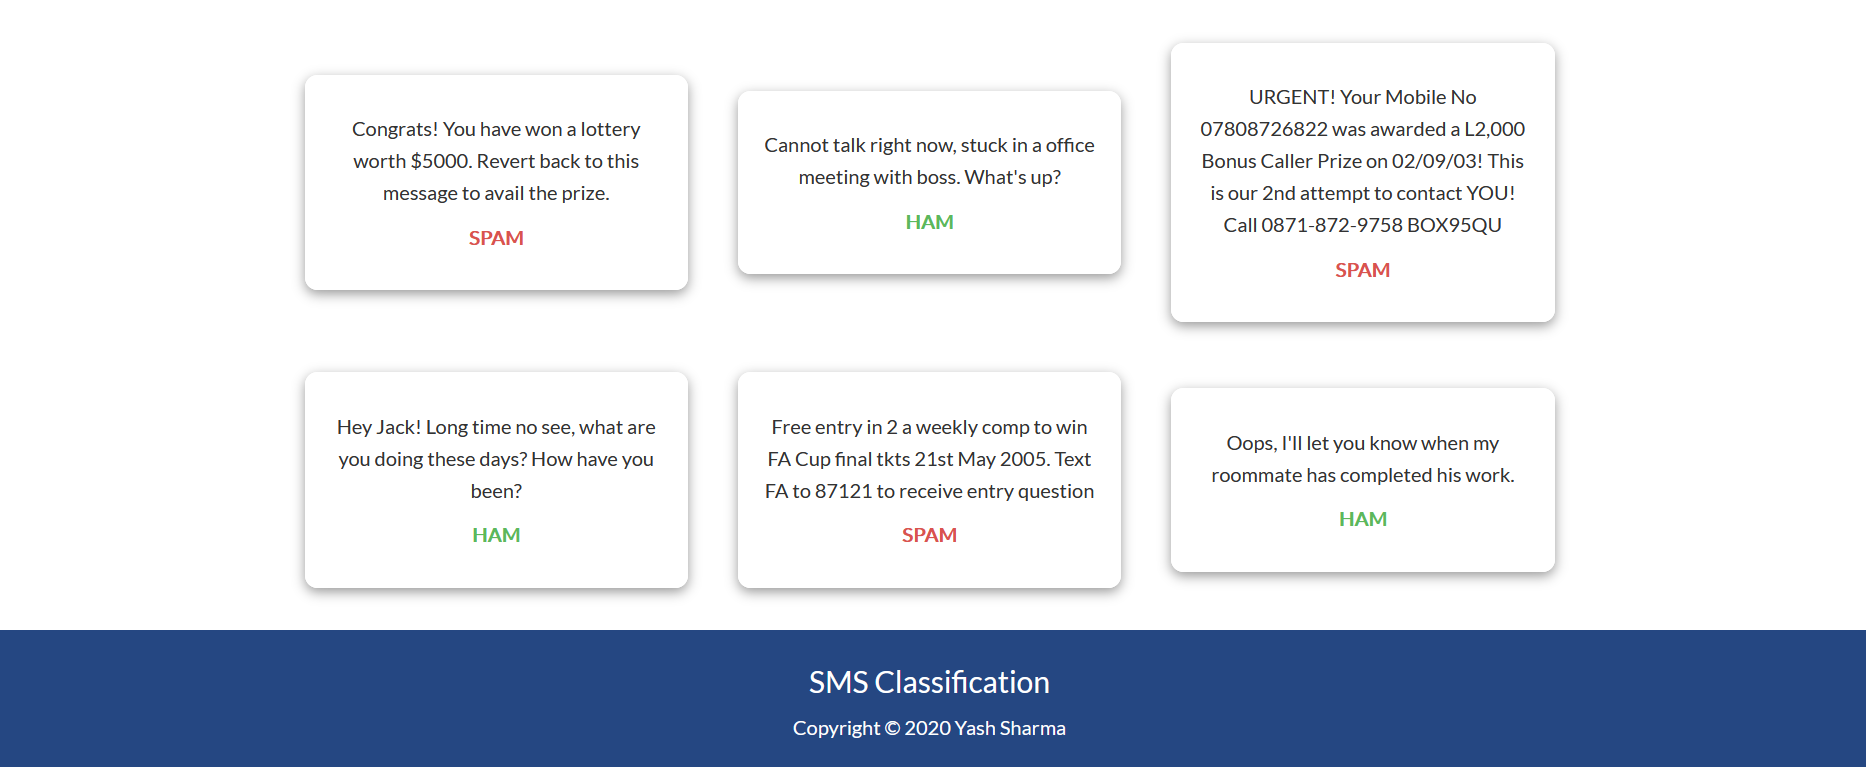 Congrats! You have won a lottery
worth $5000. Revert back to this
message to avail the prize.
SPAM
Cannot talk right now, stuck in a office
meeting with boss. What's up?
HAM
URGENT! Your Mobile No
07808726822 was awarded a L2,000
Bonus Caller Prize on 02/09/03! This
is our 2nd attempt to contact YOU!
Call 0871-872-9758 BOX95QU
SPAM
Hey Jack! Long time no see, what are
you doing these days? How have you
been?
HAM
Free entry in 2 a weekly comp to win
FA Cup final tkts 21st May 2005. Text
FA to 87121 to receive entry question
SPAM
Oops, I'll let you know when my
roommate has completed his work.
HAM
SMS Classification
Copyright © 2020 Yash Sharma